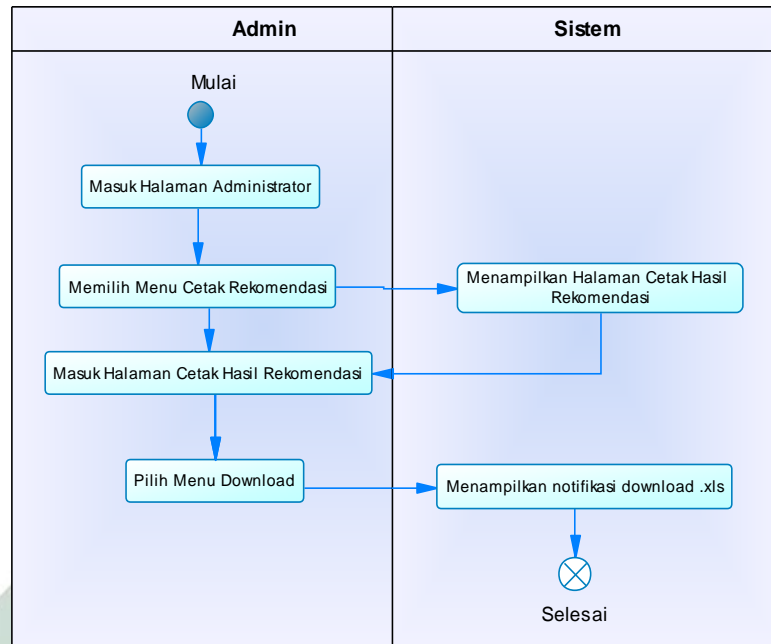 Admin
Sistem
Mulai
Masuk Halaman Administrator
Memilih Menu Cetak Rekomendasi
Menampilkan Halaman Cetak Hasil
Rekomendasi
Masuk Halaman Cetak Hasil Rekomendasi
Pilih Menu Download
Menampilkan notifikasi download .xls
Selesai